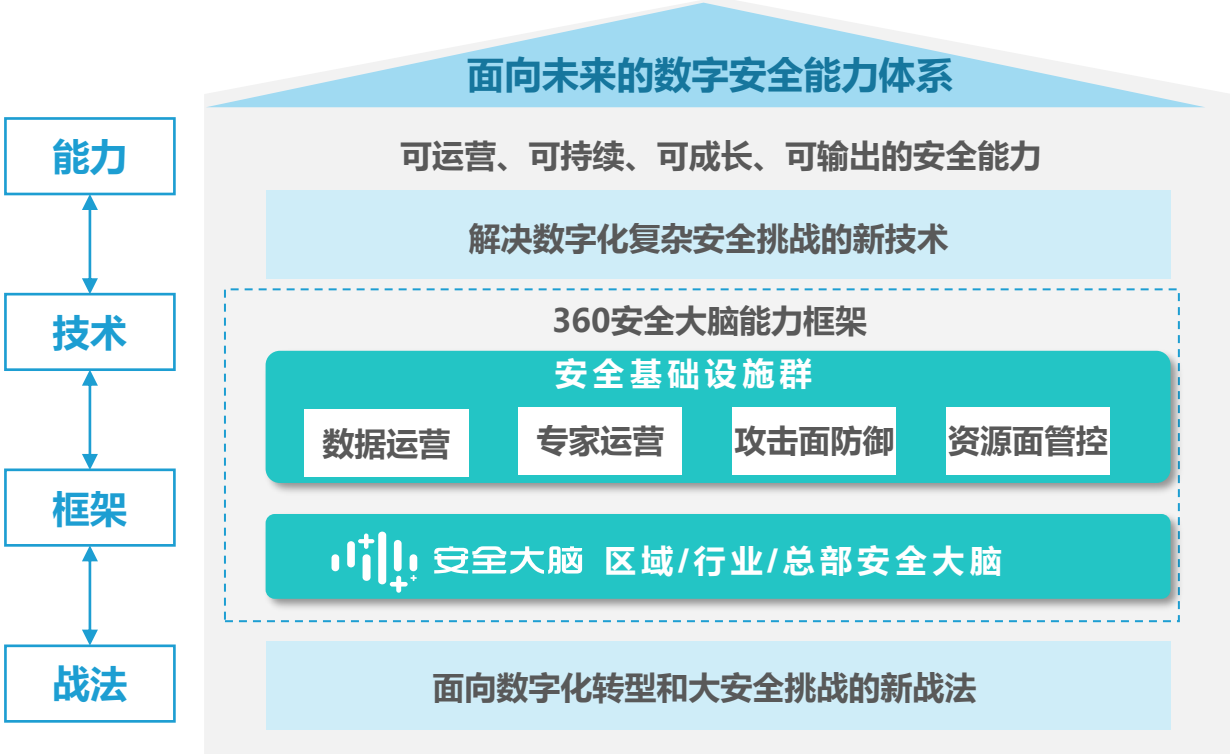 面向未来的数字安全能力体系
能力
可运营、可持续、可成长、可输出的安全能力
解决数字化复杂安全挑战的新技术
技术
360安全大脑能力框架
安全基础设施群
数据运营
专家运营
攻击面防御
资源面管控
框架
安全大脑 区域/行业/总部安全大脑
战法
面向数字化转型和大安全挑战的新战法